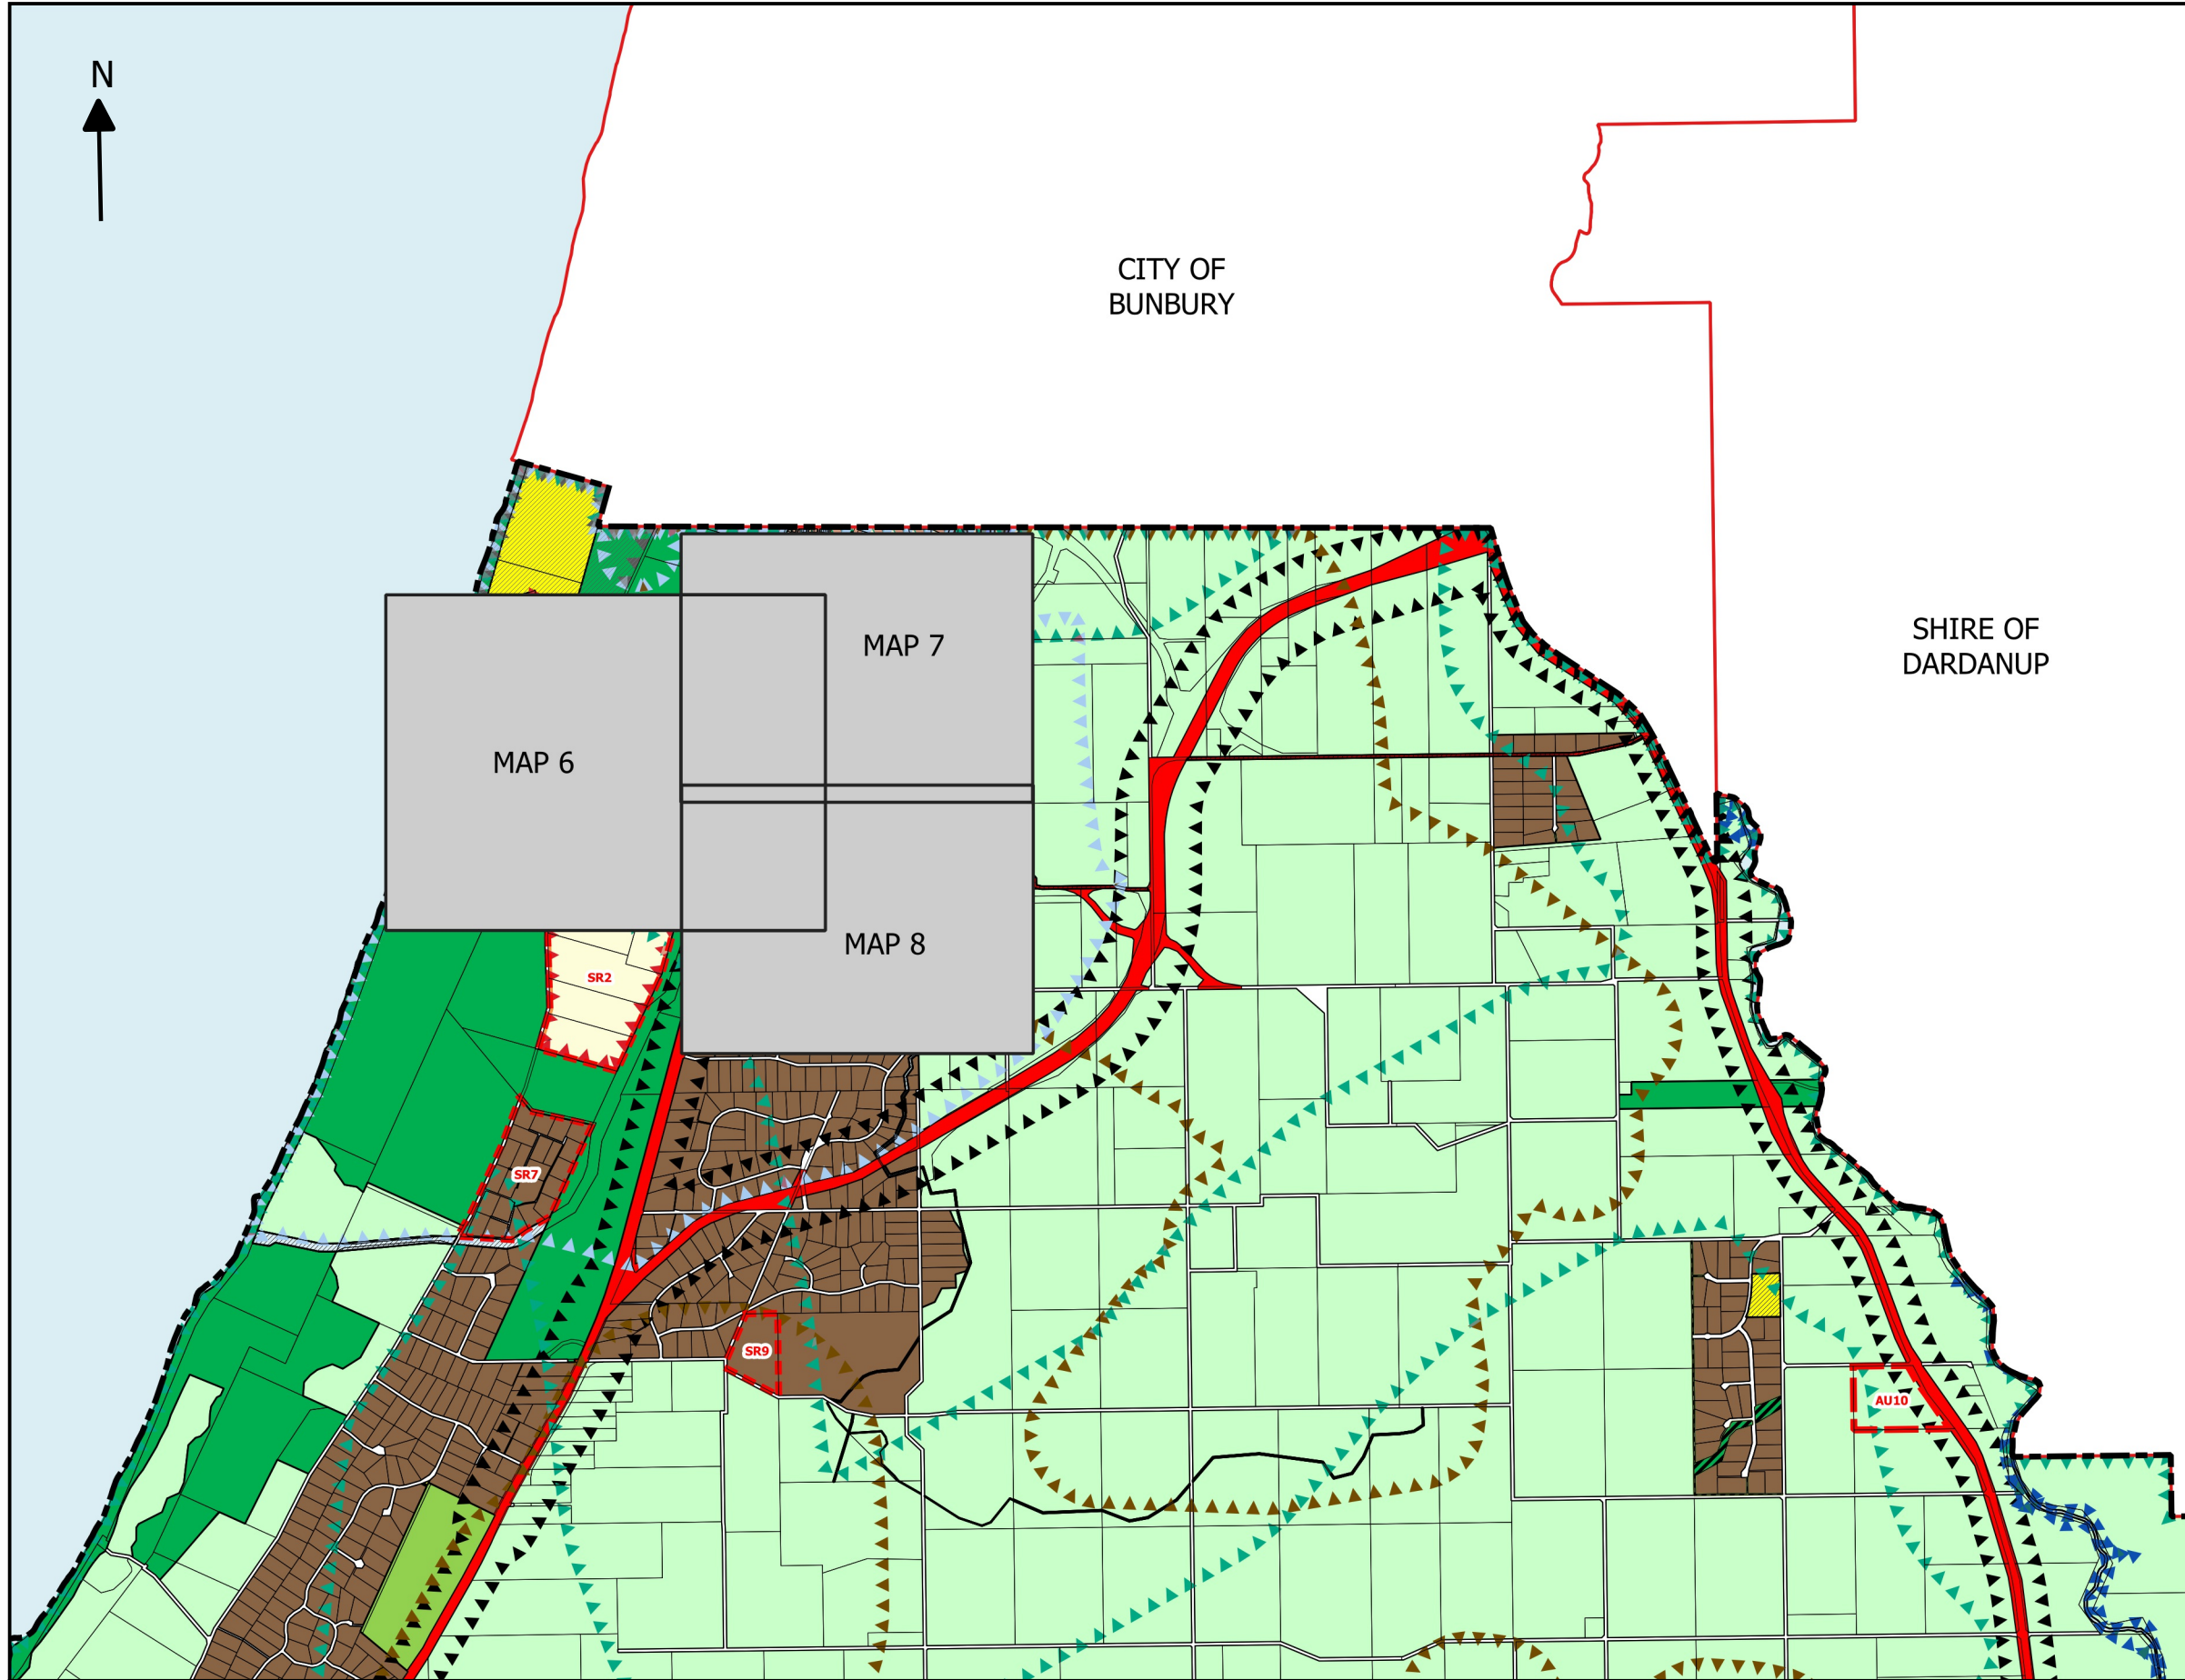 N
CITY OF
BUNBURY
SHIRE OF
DARDANUP
MAP 7
MAP 6
MAP 8
SR2
SR7
SR9
AU10